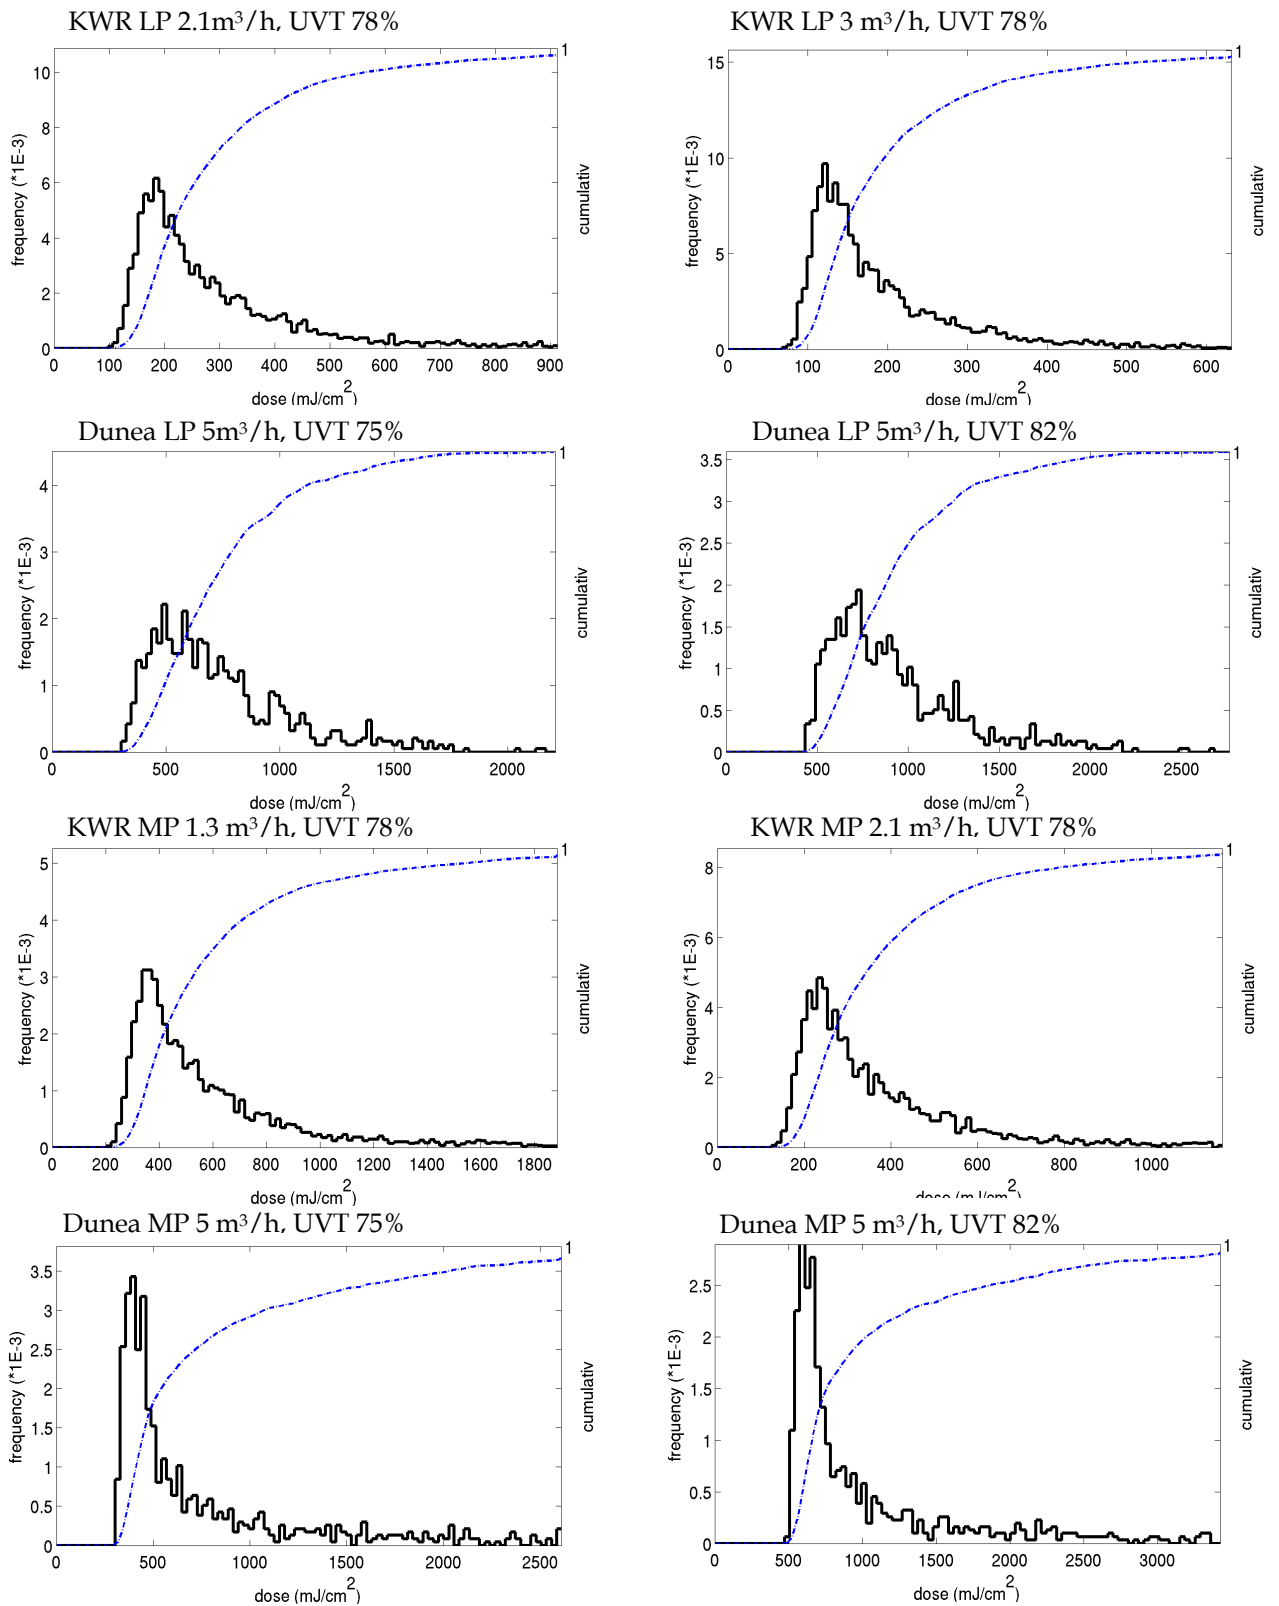 KWR LP 2.1m³/h, UVT 78%
KWR LP 3 m³/h, UVT 78%
frequency (*1E-3)
10
8
6
4
2
0
1
cumulativ
0 100 200 300 400 500 600 700 800 900
dose (mJ/cm²)
frequency (*1E-3)
15
10
5
0
1
cumulativ
0 100 200 300 400 500 600
dose (mJ/cm²)
Dunea LP 5m³/h, UVT 75%
Dunea LP 5m³/h, UVT 82%
frequency (*1E-3)
4
3
2
1
0
1
cumulativ
0 500 1000 1500 2000
dose (mJ/cm²)
frequency (*1E-3)
3.5
3
2.5
2
1.5
1
0.5
0
1
cumulativ
0 500 1000 1500 2000 2500
dose (mJ/cm²)
KWR MP 1.3 m³/h, UVT 78%
KWR MP 2.1 m³/h, UVT 78%
frequency (*1E-3)
5
4
3
2
1
0
1
cumulativ
0 200 400 600 800 1000 1200 1400 1600 1800
dose (mJ/cm²)
frequency (*1E-3)
8
6
4
2
0
1
cumulativ
0 200 400 600 800 1000
dose (mJ/cm²)
Dunea MP 5 m³/h, UVT 75%
Dunea MP 5 m³/h, UVT 82%
frequency (*1E-3)
3.5
3
2.5
2
1.5
1
0.5
0
1
cumulativ
0 500 1000 1500 2000 2500
dose (mJ/cm²)
frequency (*1E-3)
2.5
2
1.5
1
0.5
0
1
cumulativ
0 500 1000 1500 2000 2500 3000
dose (mJ/cm²)